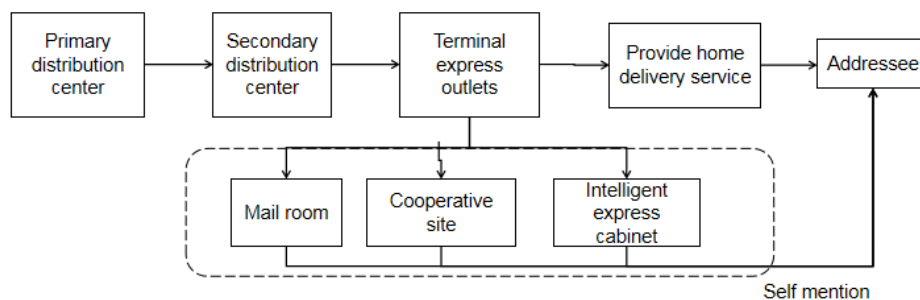 Primary
distribution
center
Secondary
distribution
center
Terminal
express
outlets
Provide home
delivery service
Addressee
Mail room
Cooperative
site
Intelligent
express
cabinet
Self mention